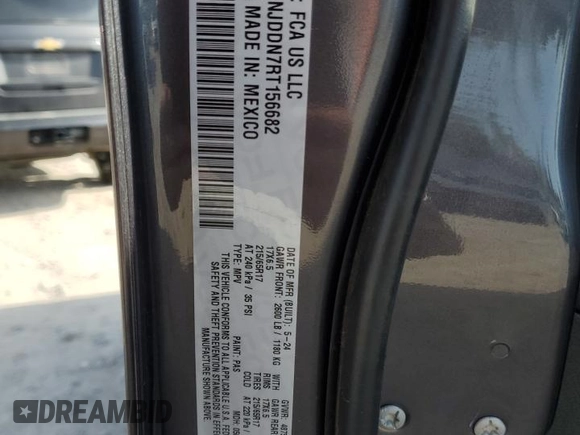 : FCA US LLC
NJDDN7RT156682
MADE IN: MEXICO
DATE OF MFR (BUILT): 5-24
GAWR FRONT: 2600 LB / 1180 KG WITH
17X6.5 RIMS
215/65R17 TIRES
AT 240 kPa / 35 PSI COLD
TYPE: MPV PAINT: PAS
THIS VEHICLE CONFORMS TO ALL APPLICABLE U.S. FEDE
SAFETY AND THEFT PREVENTION STANDARDS IN EFFEC
MANUFACTURE SHOWN ABOVE
GVWR:
GAWR REAR
17X6.5
215/65R17
AT 220 kPa /
MDH:
DREAMBID